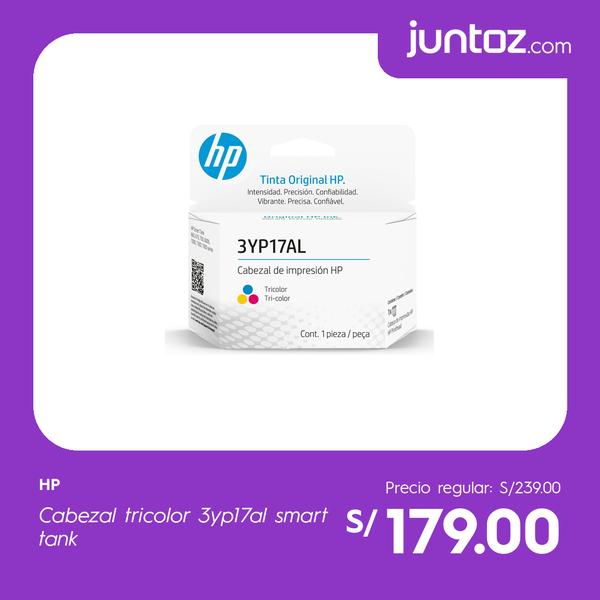 juntoz.com
hp
Tinta Original HP.
Intensidad. Precisión. Confiabilidad.
Vibrante. Precisa. Confiável.
3YP17AL
Cabezal de impresión HP
Tricolor
Tri-color
Cont. 1 pieza / peça
HP
Cabezal tricolor 3yp17al smart
tank
Precio regular: S/239.00
S/179.00